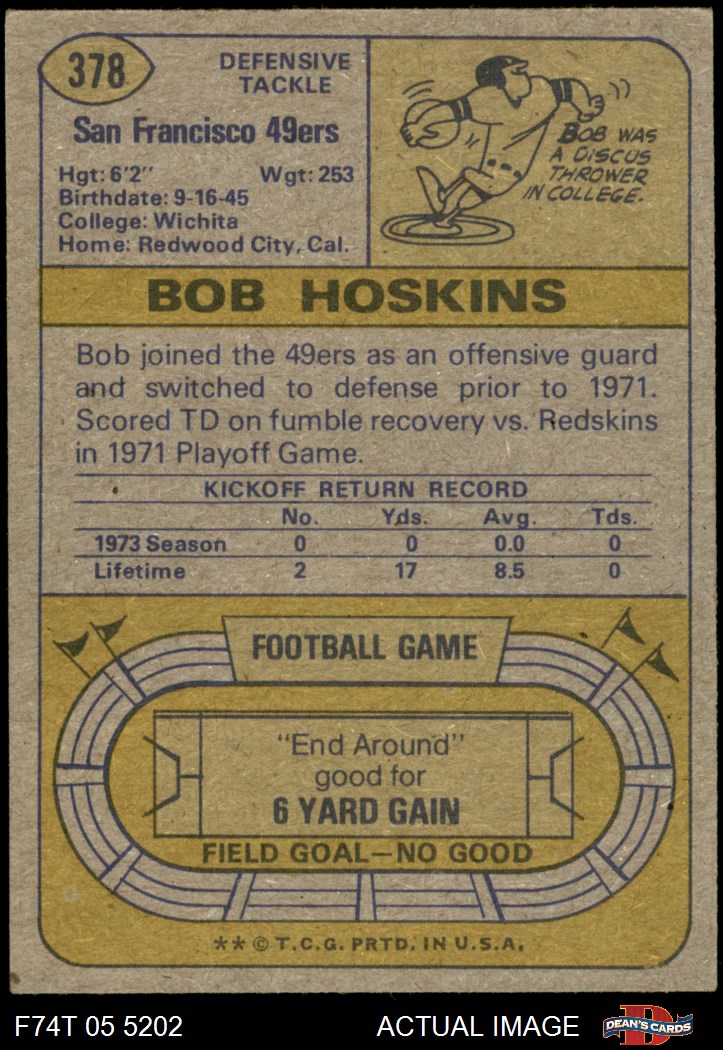 378
DEFENSIVE
TACKLE
San Francisco 49ers
Hgt: 6'2" Wgt: 253
Birthdate: 9-16-45
College: Wichita
Home: Redwood City, Cal.
BOB WAS
A DISCUS
THROWER
IN COLLEGE.
BOB HOSKINS
Bob joined the 49ers as an offensive guard
and switched to defense prior to 1971.
Scored TD on fumble recovery vs. Redskins
in 1971 Playoff Game.
KICKOFF RETURN RECORD
No. Yds. Avg. Tds.
1973 Season 0 0 0.0 0
Lifetime 2 17 8.5 0
FOOTBALL GAME
"End Around"
good for
6 YARD GAIN
FIELD GOAL—NO GOOD
** © T.C.G. PRTD. IN U.S.A.
F74T 05 5202 ACTUAL IMAGE
D
DEAN'S CARDS